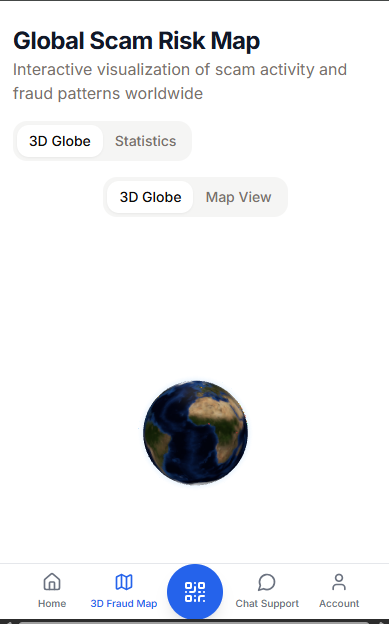 Global Scam Risk Map
Interactive visualization of scam activity and
fraud patterns worldwide
3D Globe Statistics
3D Globe Map View
Home 3D Fraud Map Chat Support Account